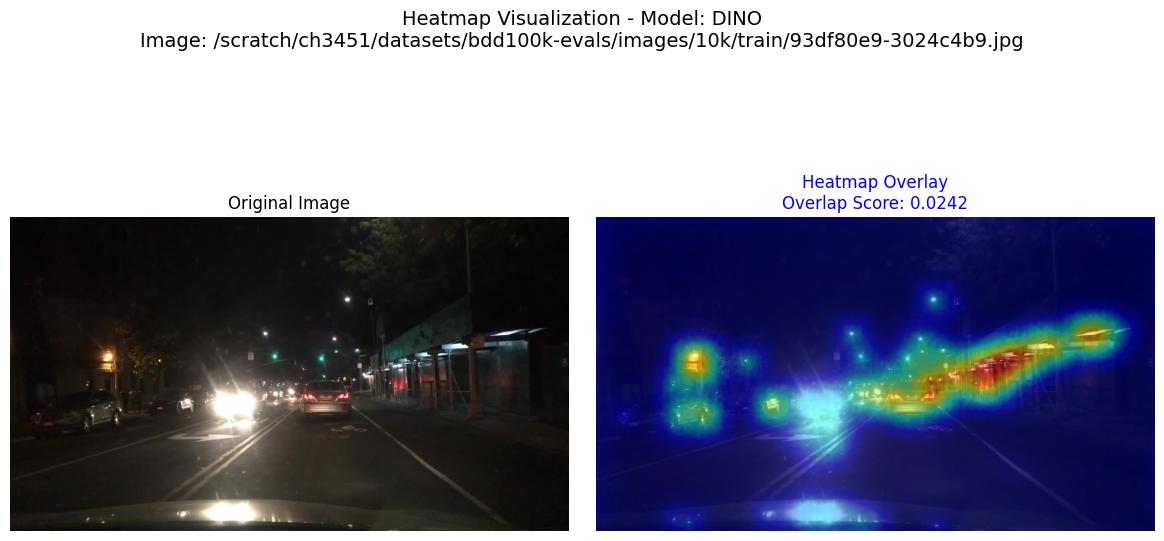 Heatmap Visualization - Model: DINO
Image: /scratch/ch3451/datasets/bdd100k-evals/images/10k/train/93df80e9-3024c4b9.jpg
Original Image
Heatmap Overlay
Overlap Score: 0.0242